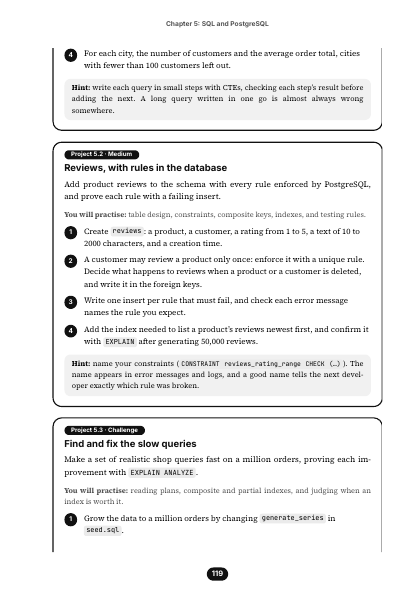 Chapter 5: SQL and PostgreSQL
4 For each city, the number of customers and the average order total, cities
with fewer than 100 customers left out.
Hint: write each query in small steps with CTEs, checking each step's result before
adding the next. A long query written in one go is almost always wrong
somewhere.
Project 5.2 · Medium
Reviews, with rules in the database
Add product reviews to the schema with every rule enforced by PostgreSQL,
and prove each rule with a failing insert.
You will practise: table design, constraints, composite keys, indexes, and testing rules.
1 Create reviews: a product, a customer, a rating from 1 to 5, a text of 10 to
2000 characters, and a creation time.
2 A customer may review a product only once: enforce it with a unique rule.
Decide what happens to reviews when a product or a customer is deleted,
and write it in the foreign keys.
3 Write one insert per rule that must fail, and check each error message
names the rule you expect.
4 Add the index needed to list a product's reviews newest first, and confirm it
with EXPLAIN after generating 50,000 reviews.
Hint: name your constraints (CONSTRAINT reviews_rating_range CHECK (…)). The
name appears in error messages and logs, and a good name tells the next devel-
oper exactly which rule was broken.
Project 5.3 · Challenge
Find and fix the slow queries
Make a set of realistic shop queries fast on a million orders, proving each im-
provement with EXPLAIN ANALYZE.
You will practise: reading plans, composite and partial indexes, and judging when an
index is worth it.
1 Grow the data to a million orders by changing generate_series in
seed.sql.
119